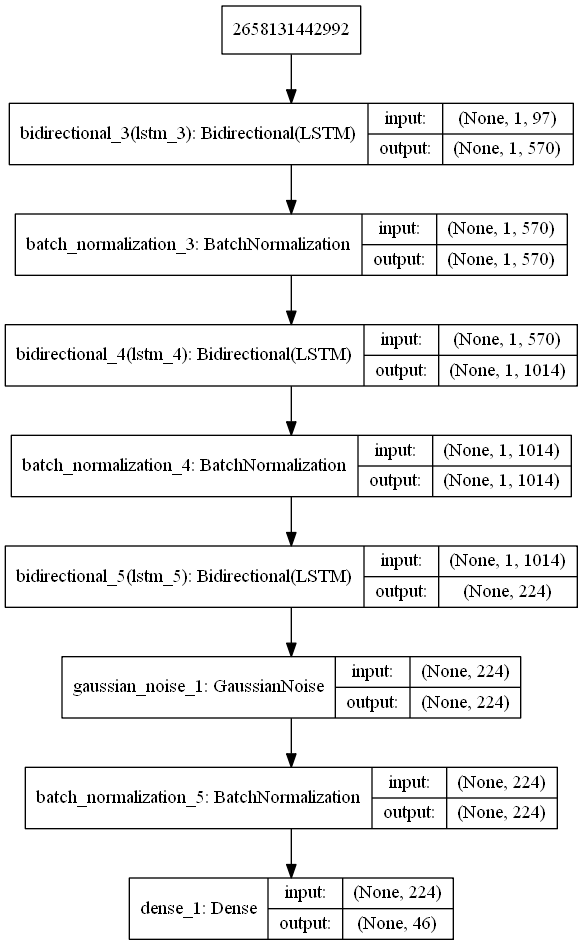 2658131442992
bidirectional_3(lstm_3): Bidirectional(LSTM)
input:
(None, 1, 97)
output:
(None, 1, 570)
batch_normalization_3: BatchNormalization
input:
(None, 1, 570)
output:
(None, 1, 570)
bidirectional_4(lstm_4): Bidirectional(LSTM)
input:
(None, 1, 570)
output:
(None, 1, 1014)
batch_normalization_4: BatchNormalization
input:
(None, 1, 1014)
output:
(None, 1, 1014)
bidirectional_5(lstm_5): Bidirectional(LSTM)
input:
(None, 1, 1014)
output:
(None, 224)
gaussian_noise_1: GaussianNoise
input:
(None, 224)
output:
(None, 224)
batch_normalization_5: BatchNormalization
input:
(None, 224)
output:
(None, 224)
dense_1: Dense
input:
(None, 224)
output:
(None, 46)